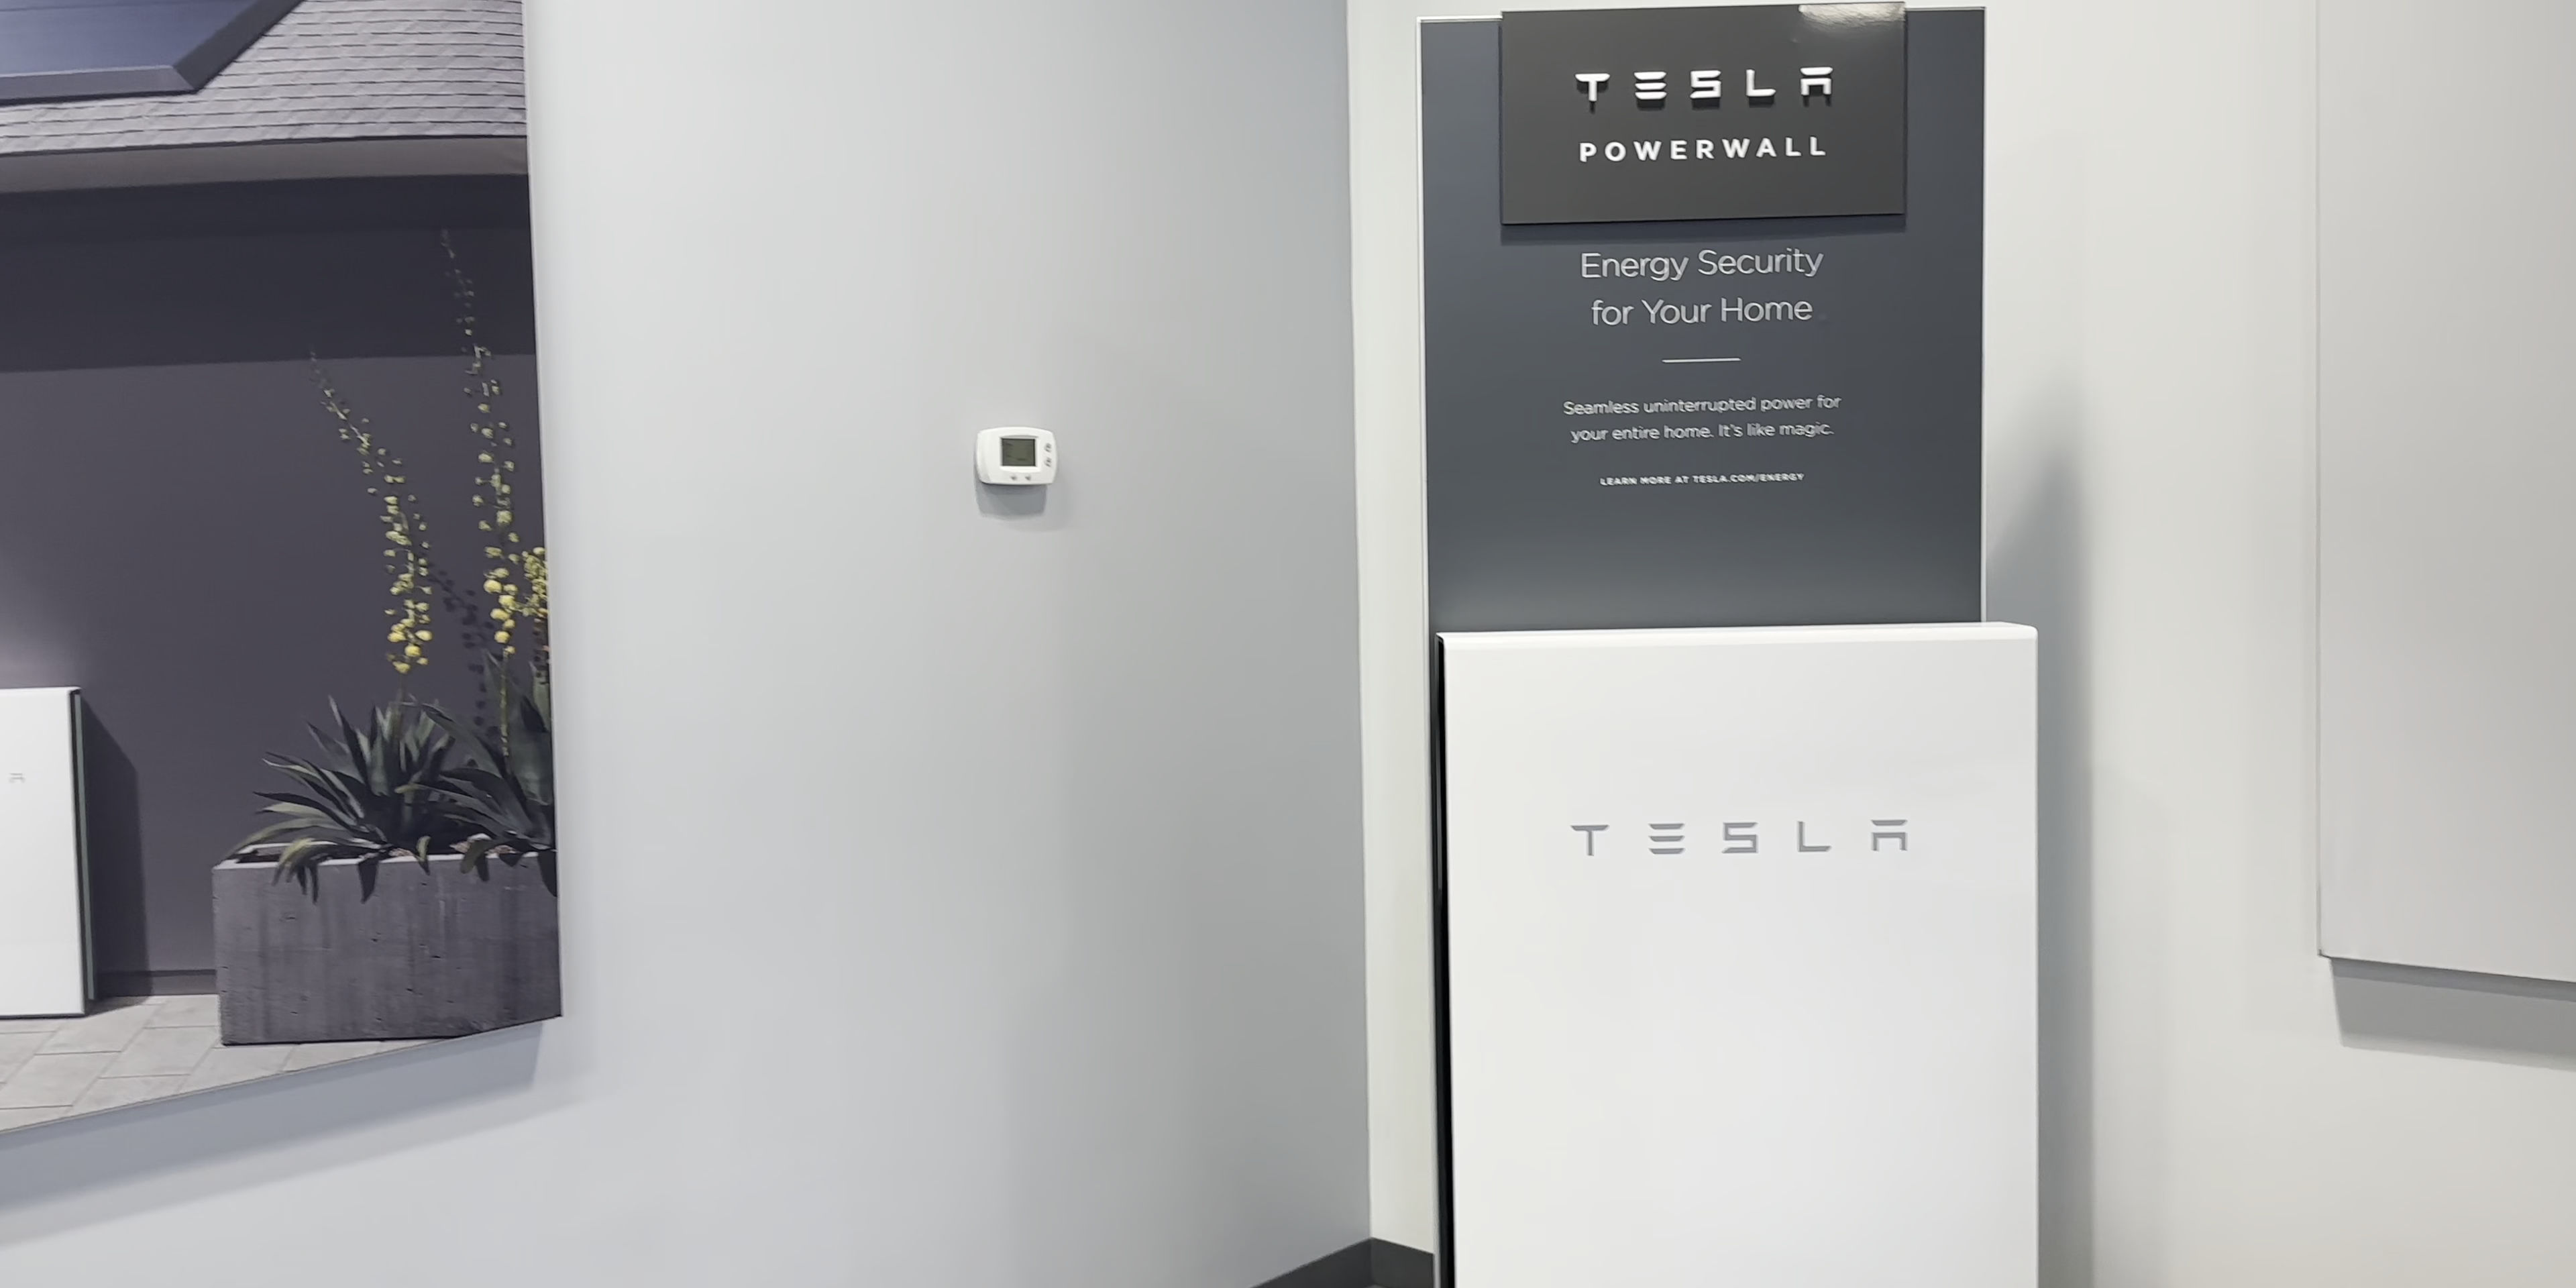 TESLA
POWERWALL
Energy Security
for Your Home
Seamless uninterrupted power for
your entire home. It's like magic.
LEARN MORE AT TESLA.COM/ENERGY
TESLA
A